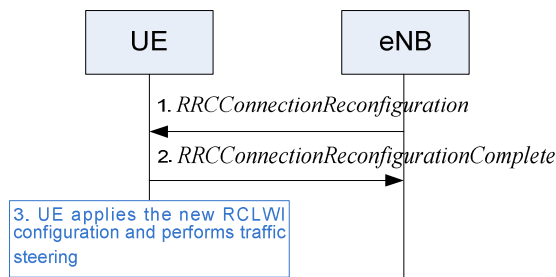 UE
eNB
1. RRCConnectionReconfiguration
2. RRCConnectionReconfigurationComplete
3. UE applies the new RCLWI
configuration and performs traffic
steering